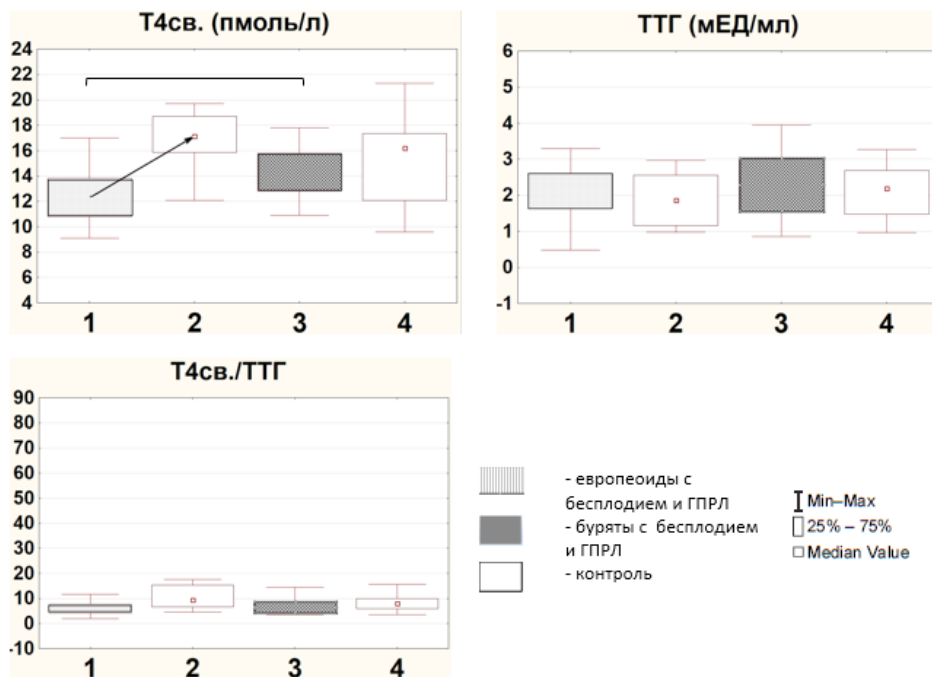 Т4св. (пмоль/л)
24
22
20
18
16
14
12
10
8
6
4
1 2 3 4
ТТГ (мЕД/мл)
6
5
4
3
2
1
0
-1
1 2 3 4
Т4св./ТТГ
90
80
70
60
50
40
30
20
10
0
-10
1 2 3 4
- европеоиды с
бесплодием и ГПРЛ
- буряты с бесплодием
и ГПРЛ
- контроль
Min–Max
25% – 75%
Median Value